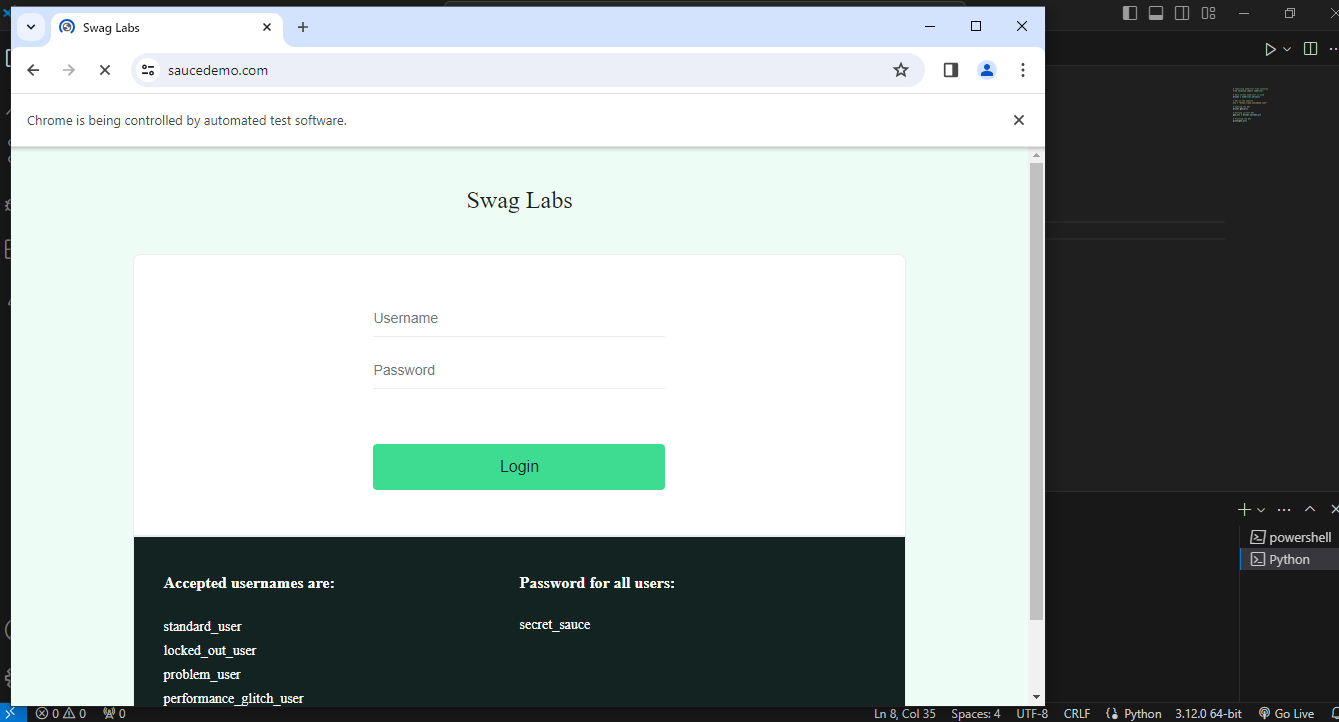 Swag Labs
saucedemo.com
Chrome is being controlled by automated test software.
Swag Labs
Username
Password
Login
Accepted usernames are:
standard_user
locked_out_user
problem_user
performance_glitch_user
Password for all users:
secret_sauce
powershell
Python
0 0 0 Ln 8, Col 35 Spaces: 4 UTF-8 CRLF Python 3.12.0 64-bit Go Live